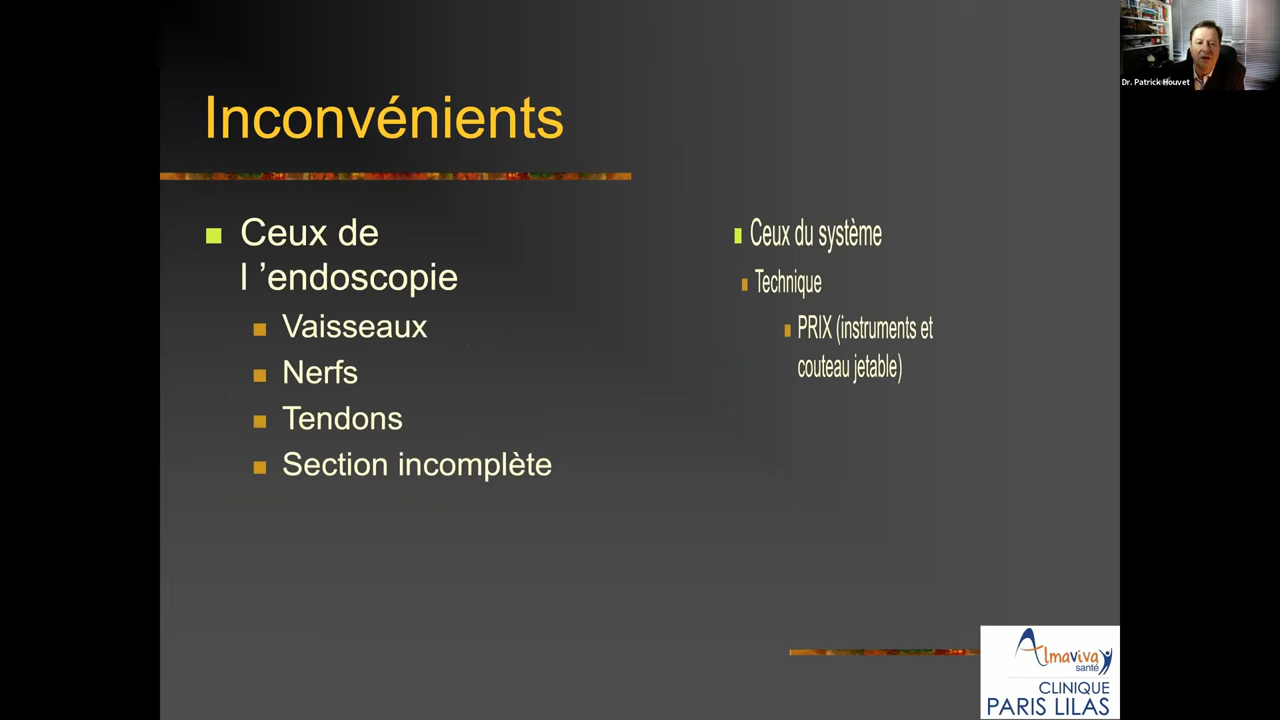 Inconvénients
Ceux de
l ’endoscopie
Vaisseaux
Nerfs
Tendons
Section incomplète
Ceux du système
Technique
PRIX (instruments et
couteau jetable)
Dr. Patrick Houvet
Almaviva
santé
CLINIQUE
PARIS LILAS